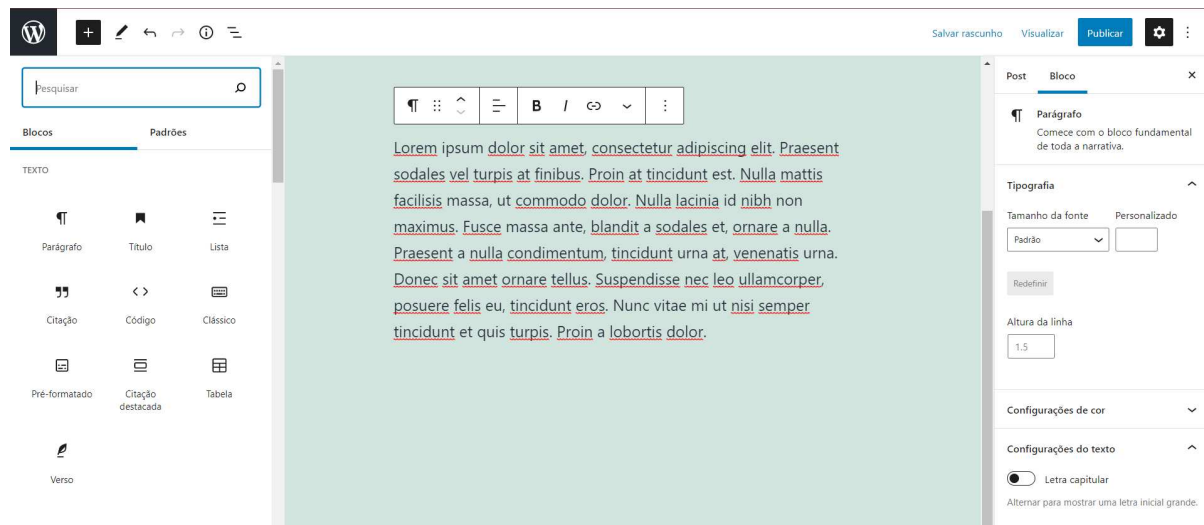 Salvar rascunho Visualizar Publicar
Pesquisar
Blocos Padrões
TEXTO
Parágrafo Título Lista
Citação Código Clássico
Pré-formatado Citação destacada Tabela
Verso
B I
Lorem ipsum dolor sit amet, consectetur adipiscing elit. Praesent
sodales vel turpis at finibus. Proin at tincidunt est. Nulla mattis
facilisis massa, ut commodo dolor. Nulla lacinia id nibh non
maximus. Fusce massa ante, blandit a sodales et, ornare a nulla.
Praesent a nulla condimentum, tincidunt urna at, venenatis urna.
Donec sit amet ornare tellus. Suspendisse nec leo ullamcorper,
posuere felis eu, tincidunt eros. Nunc vitae mi ut nisi semper
tincidunt et quis turpis. Proin a lobortis dolor.
Post Bloco
Parágrafo
Comece com o bloco fundamental
de toda a narrativa.
Tipografia
Tamanho da fonte Personalizado
Padrão
Redefinir
Altura da linha
1.5
Configurações de cor
Configurações do texto
Letra capitular
Alternar para mostrar uma letra inicial grande.